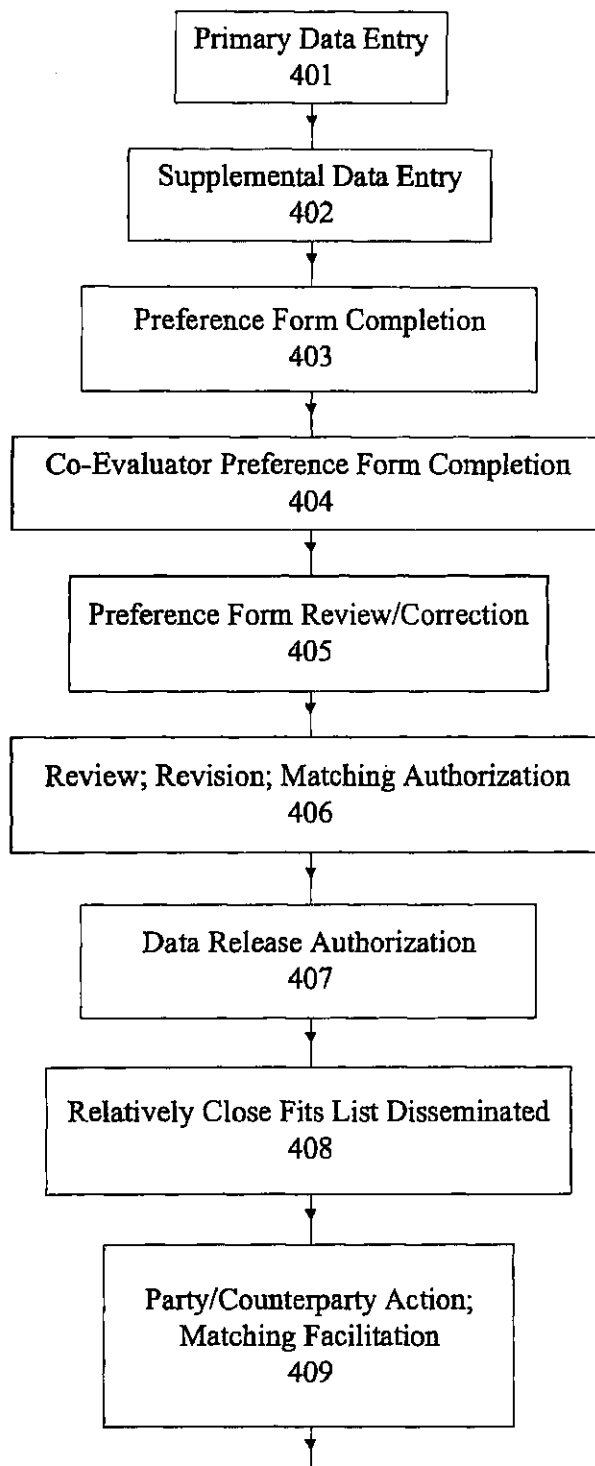 Primary Data Entry
401
Supplemental Data Entry
402
Preference Form Completion
403
Co-Evaluator Preference Form Completion
404
Preference Form Review/Correction
405
Review; Revision; Matching Authorization
406
Data Release Authorization
407
Relatively Close Fits List Disseminated
408
Party/Counterparty Action;
Matching Facilitation
409